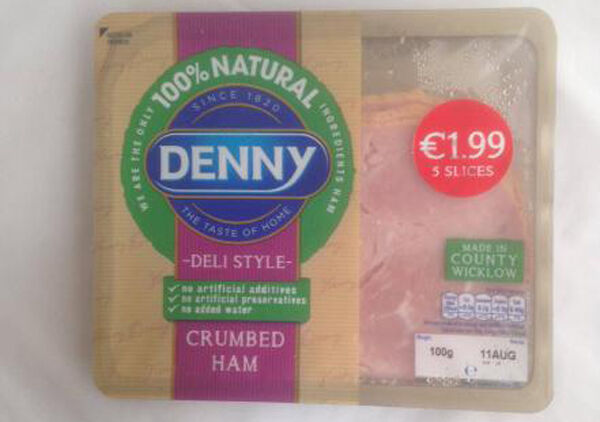 100% NATURAL
WE ARE THE ONLY
INGREDIENTS HAM
SINCE 1820
DENNY
THE TASTE OF HOME
-DELI STYLE-
no artificial additives
no artificial preservatives
no added water
CRUMBED
HAM
€1.99
5 SLICES
MADE IN
COUNTY
WICKLOW
100g
11AUG